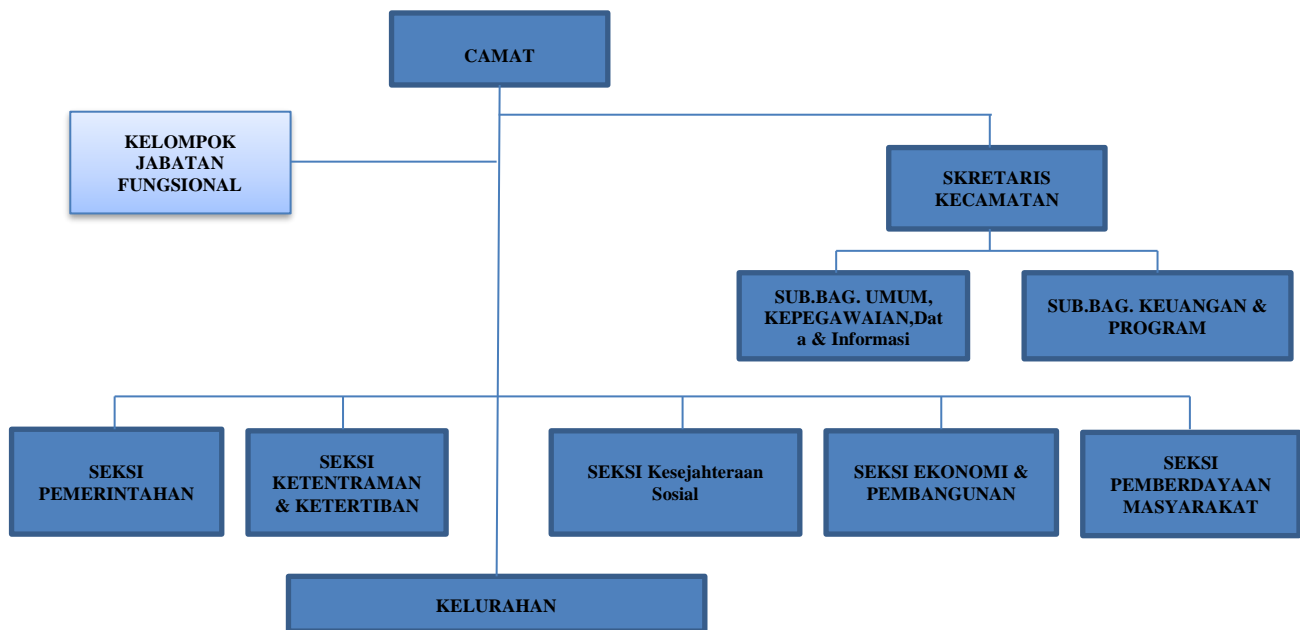 CAMAT
KELOMPOK
JABATAN
FUNGSIONAL
SKRETARIS
KECAMATAN
SUB.BAG. UMUM,
KEPEGAWAIAN,Dat
a & Informasi
SUB.BAG. KEUANGAN &
PROGRAM
SEKSI
PEMERINTAHAN
SEKSI
KETENTRAMAN
& KETERTIBAN
SEKSI Kesejahteraan
Sosial
SEKSI EKONOMI &
PEMBANGUNAN
SEKSI
PEMBERDAYAAN
MASYARAKAT
KELURAHAN